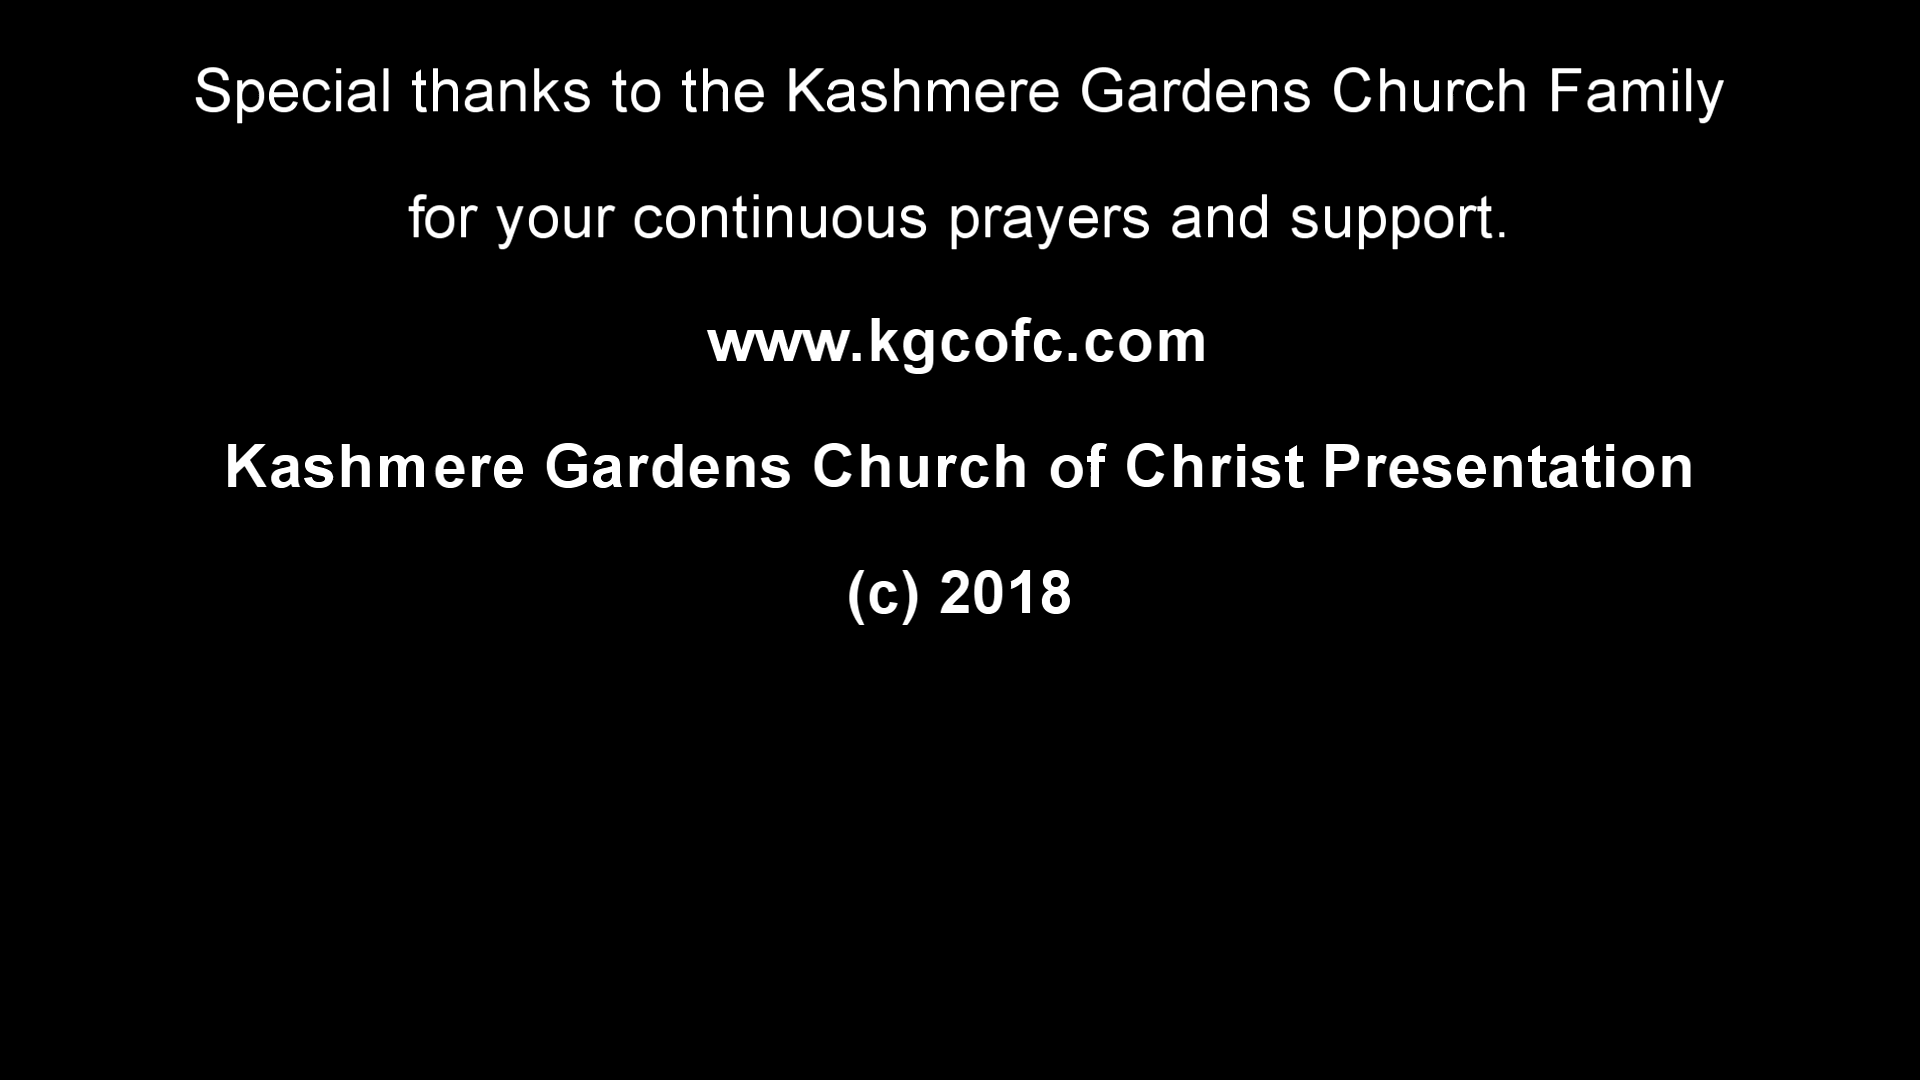 Special thanks to the Kashmere Gardens Church Family
for your continuous prayers and support.
www.kgcofc.com
Kashmere Gardens Church of Christ Presentation
(c) 2018